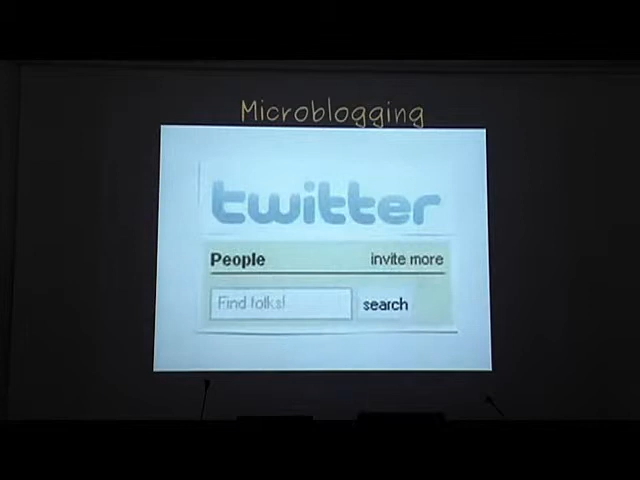 Microblogging
twitter
People invite more
Find folks!
search